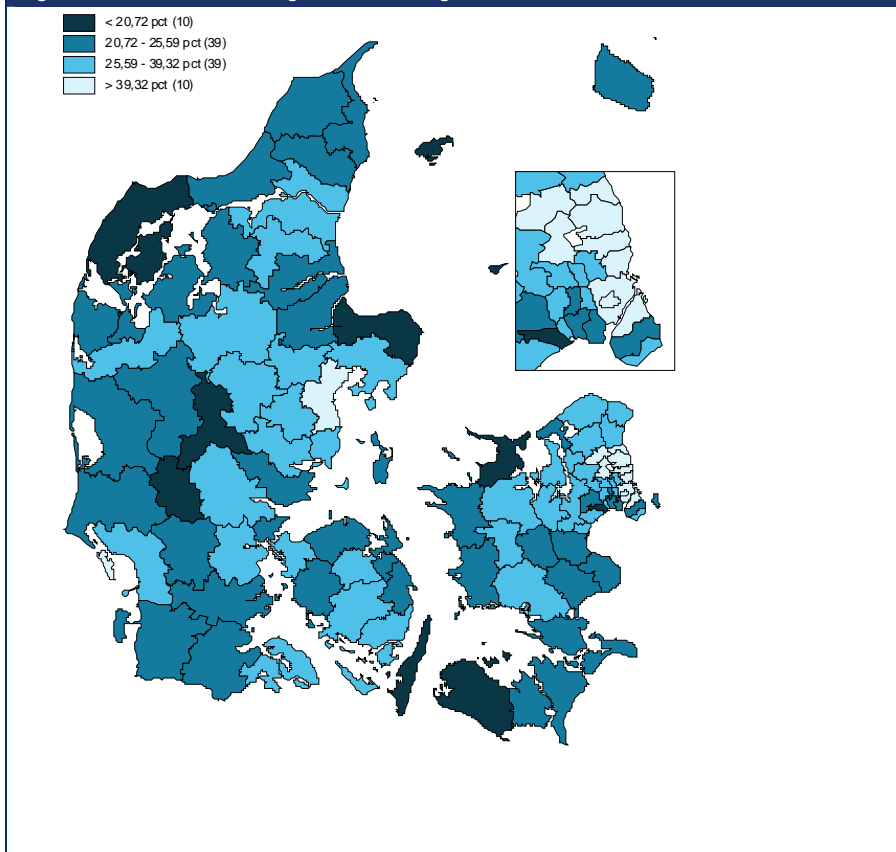 < 20,72 pct (10)
20,72 - 25,59 pct (39)
25,59 - 39,32 pct (39)
> 39,32 pct (10)